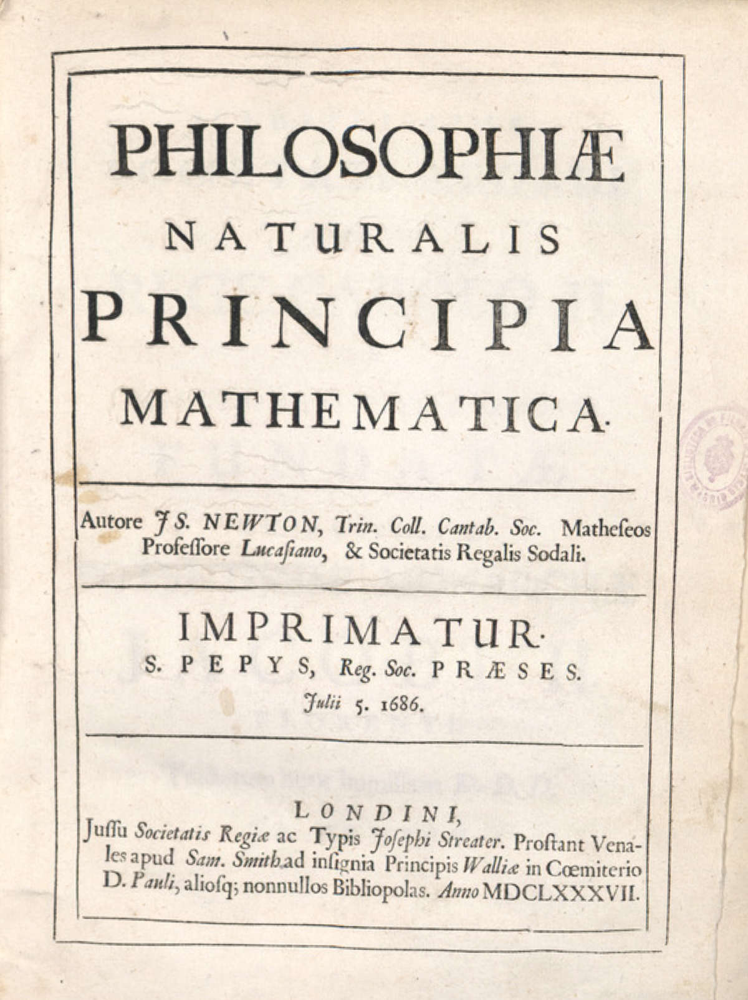 PHILOSOPHIÆ
NATURALIS
PRINCIPIA
MATHEMATICA.
Autore JS. NEWTON, Trin. Coll. Cantab. Soc. Matheſeos
Profeſſore Lucaſiano, & Societatis Regalis Sodali.
IMPRIMATUR.
S. PEPYS, Reg. Soc. PRÆSES.
Julii 5. 1686.
LONDINI,
Juſſu Societatis Regiæ ac Typis Joſephi Streater. Proſtant Vena-
les apud Sam. Smith ad inſignia Principis Walliæ in Cœmiterio
D. Pauli, alioſq; nonnullos Bibliopolas. Anno MDCLXXXVII.